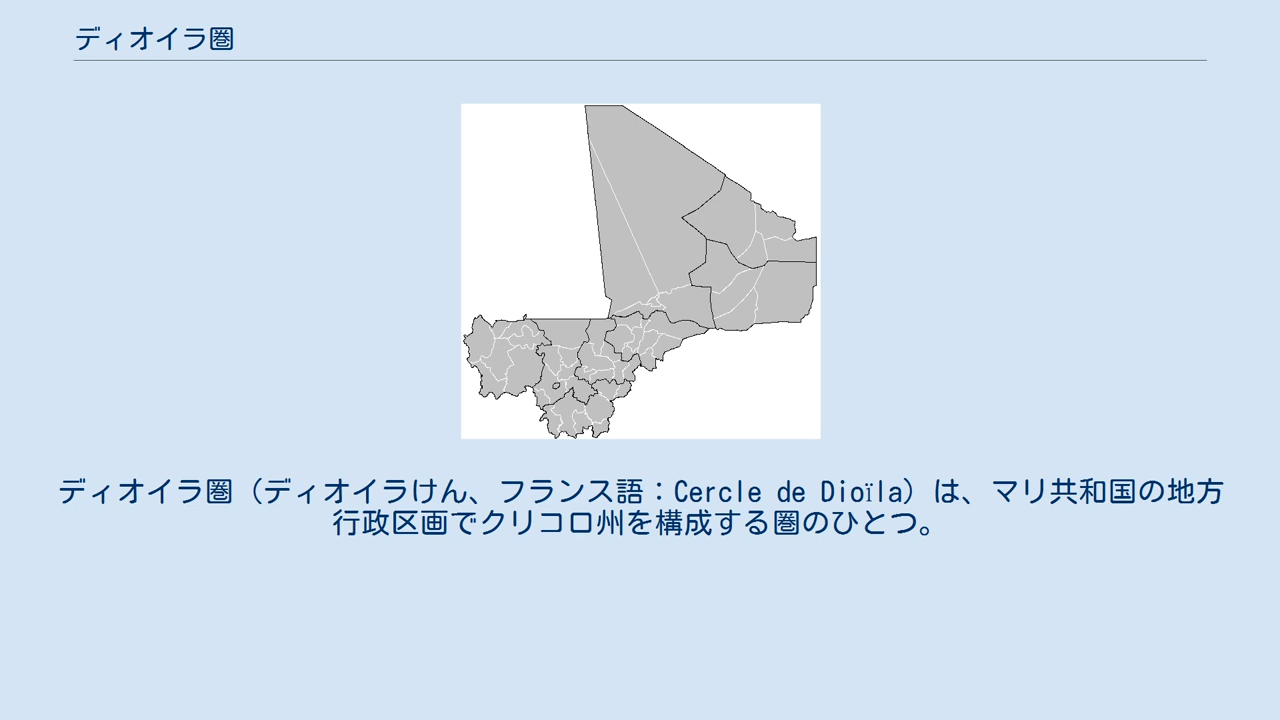 ディオイラ圏
ディオイラ圏（ディオイラけん、フランス語：Cercle de Dioïla）は、マリ共和国の地方
行政区画でクリコロ州を構成する圏のひとつ。